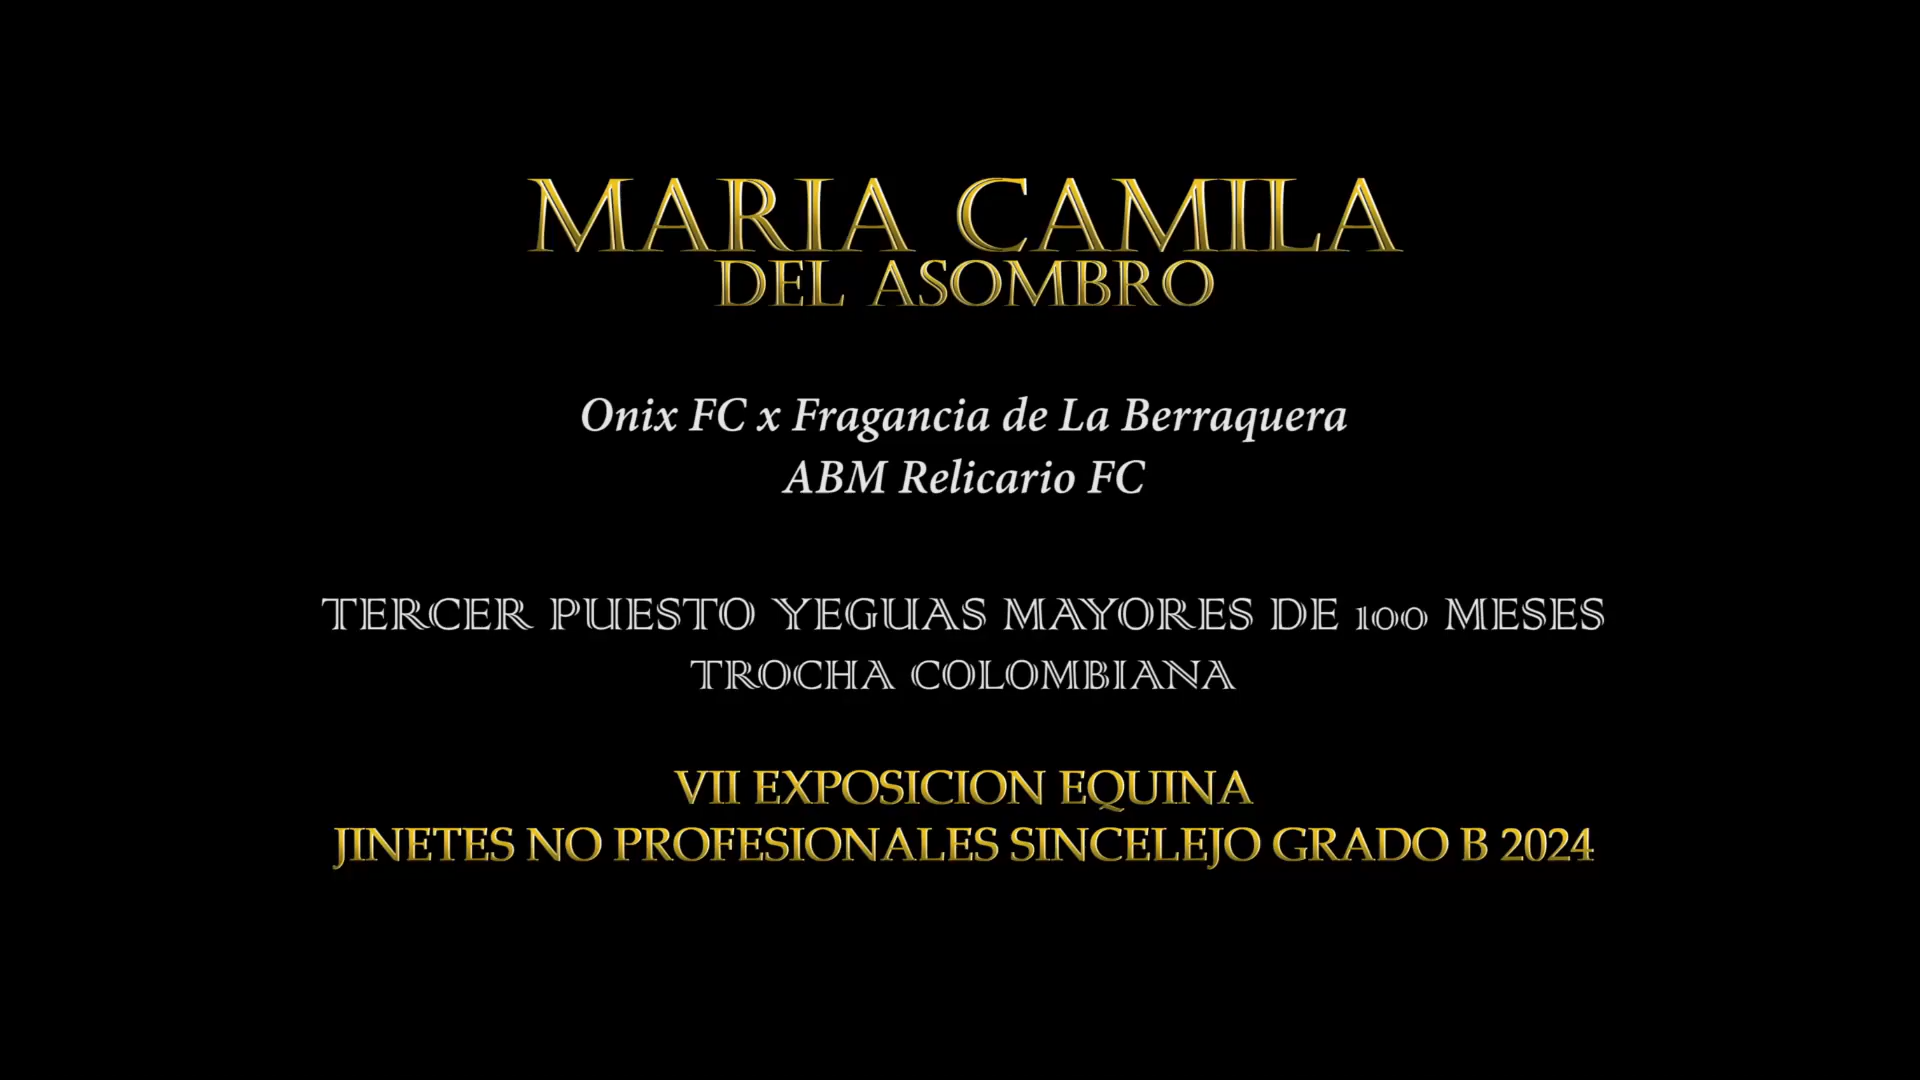 MARIA CAMILA
DEL ASOMBRO
Onix FC x Fragancia de La Berraquera
ABM Relicario FC
TERCER PUESTO YEGUAS MAYORES DE 100 MESES
TROCHA COLOMBIANA
VII EXPOSICION EQUINA
JINETES NO PROFESIONALES SINCELEJO GRADO B 2024